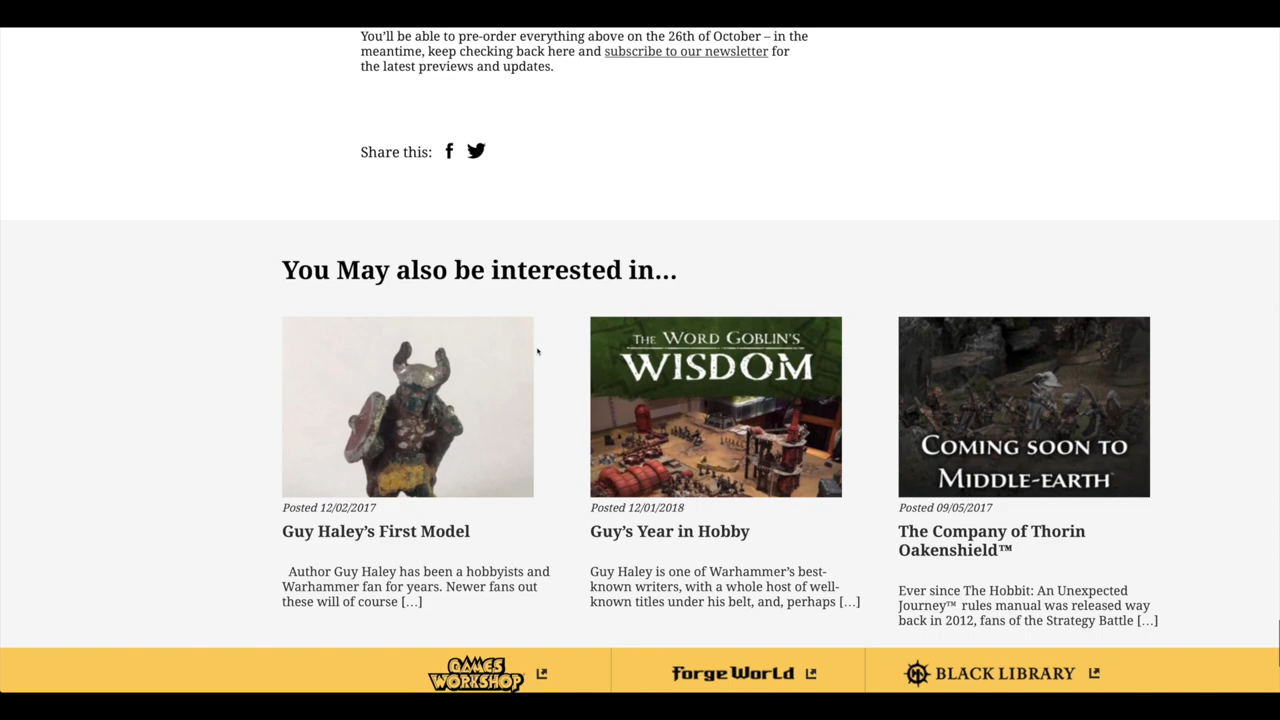 You'll be able to pre-order everything above on the 26th of October – in the
meantime, keep checking back here and subscribe to our newsletter for
the latest previews and updates.
Share this:
You May also be interested in...
THE WORD GOBLIN'S
WISDOM
COMING SOON TO
MIDDLE-EARTH™
Posted 12/02/2017
Guy Haley's First Model
Author Guy Haley has been a hobbyists and
Warhammer fan for years. Newer fans out
these will of course [...]
Posted 12/01/2018
Guy's Year in Hobby
Guy Haley is one of Warhammer's best-
known writers, with a whole host of well-
known titles under his belt, and, perhaps [...]
Posted 09/05/2017
The Company of Thorin
Oakenshield™
Ever since The Hobbit: An Unexpected
Journey™ rules manual was released way
back in 2012, fans of the Strategy Battle [...]
GAMES
WORKSHOP
Forge World
BLACK LIBRARY